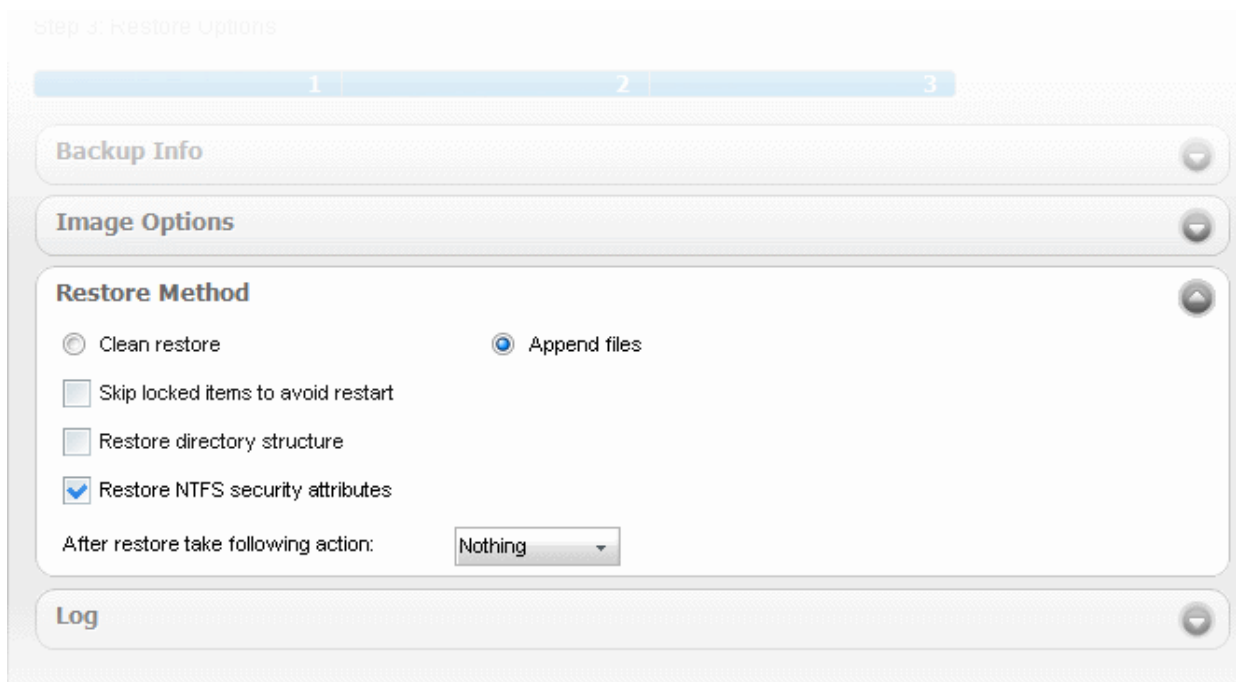 Step 3: Restore Options
1 2 3
Backup Info
Image Options
Restore Method
Clean restore Append files
Skip locked items to avoid restart
Restore directory structure
Restore NTFS security attributes
After restore take following action: Nothing
Log